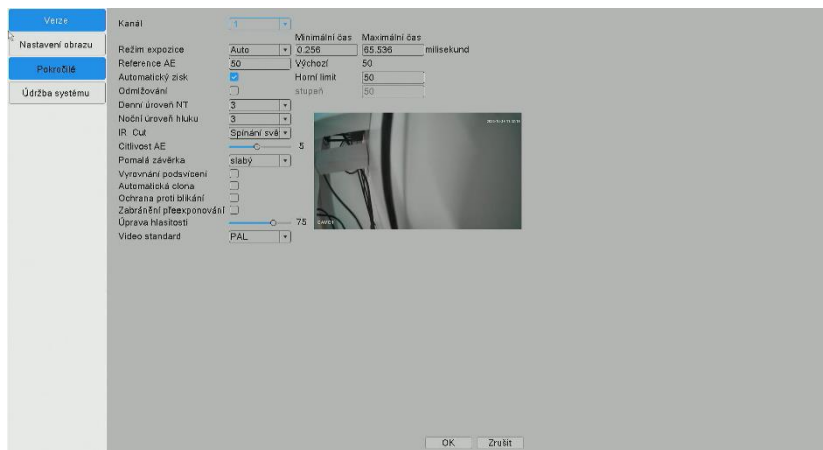 Verze
Nastavení obrazu
Pokročilé
Údržba systému
Kanál 1
Minimální čas Maximální čas
Režim expozice Auto 0.256 65.536 milisekund
Reference AE 50 Výchozí 50
Automatický zisk Horní limit 50
Odmlžování stupeň 50
Denní úroveň NT 3
Noční úroveň hluku 3
IR Cut Spínání svě
Citlivost AE 5
Pomalá závěrka slabý
Vyrovnání podsvícení
Automatická clona
Ochrana proti blikání
Zabránění přeexponování
Úprava hlasitosti 75
Video standard PAL
OK Zrušit